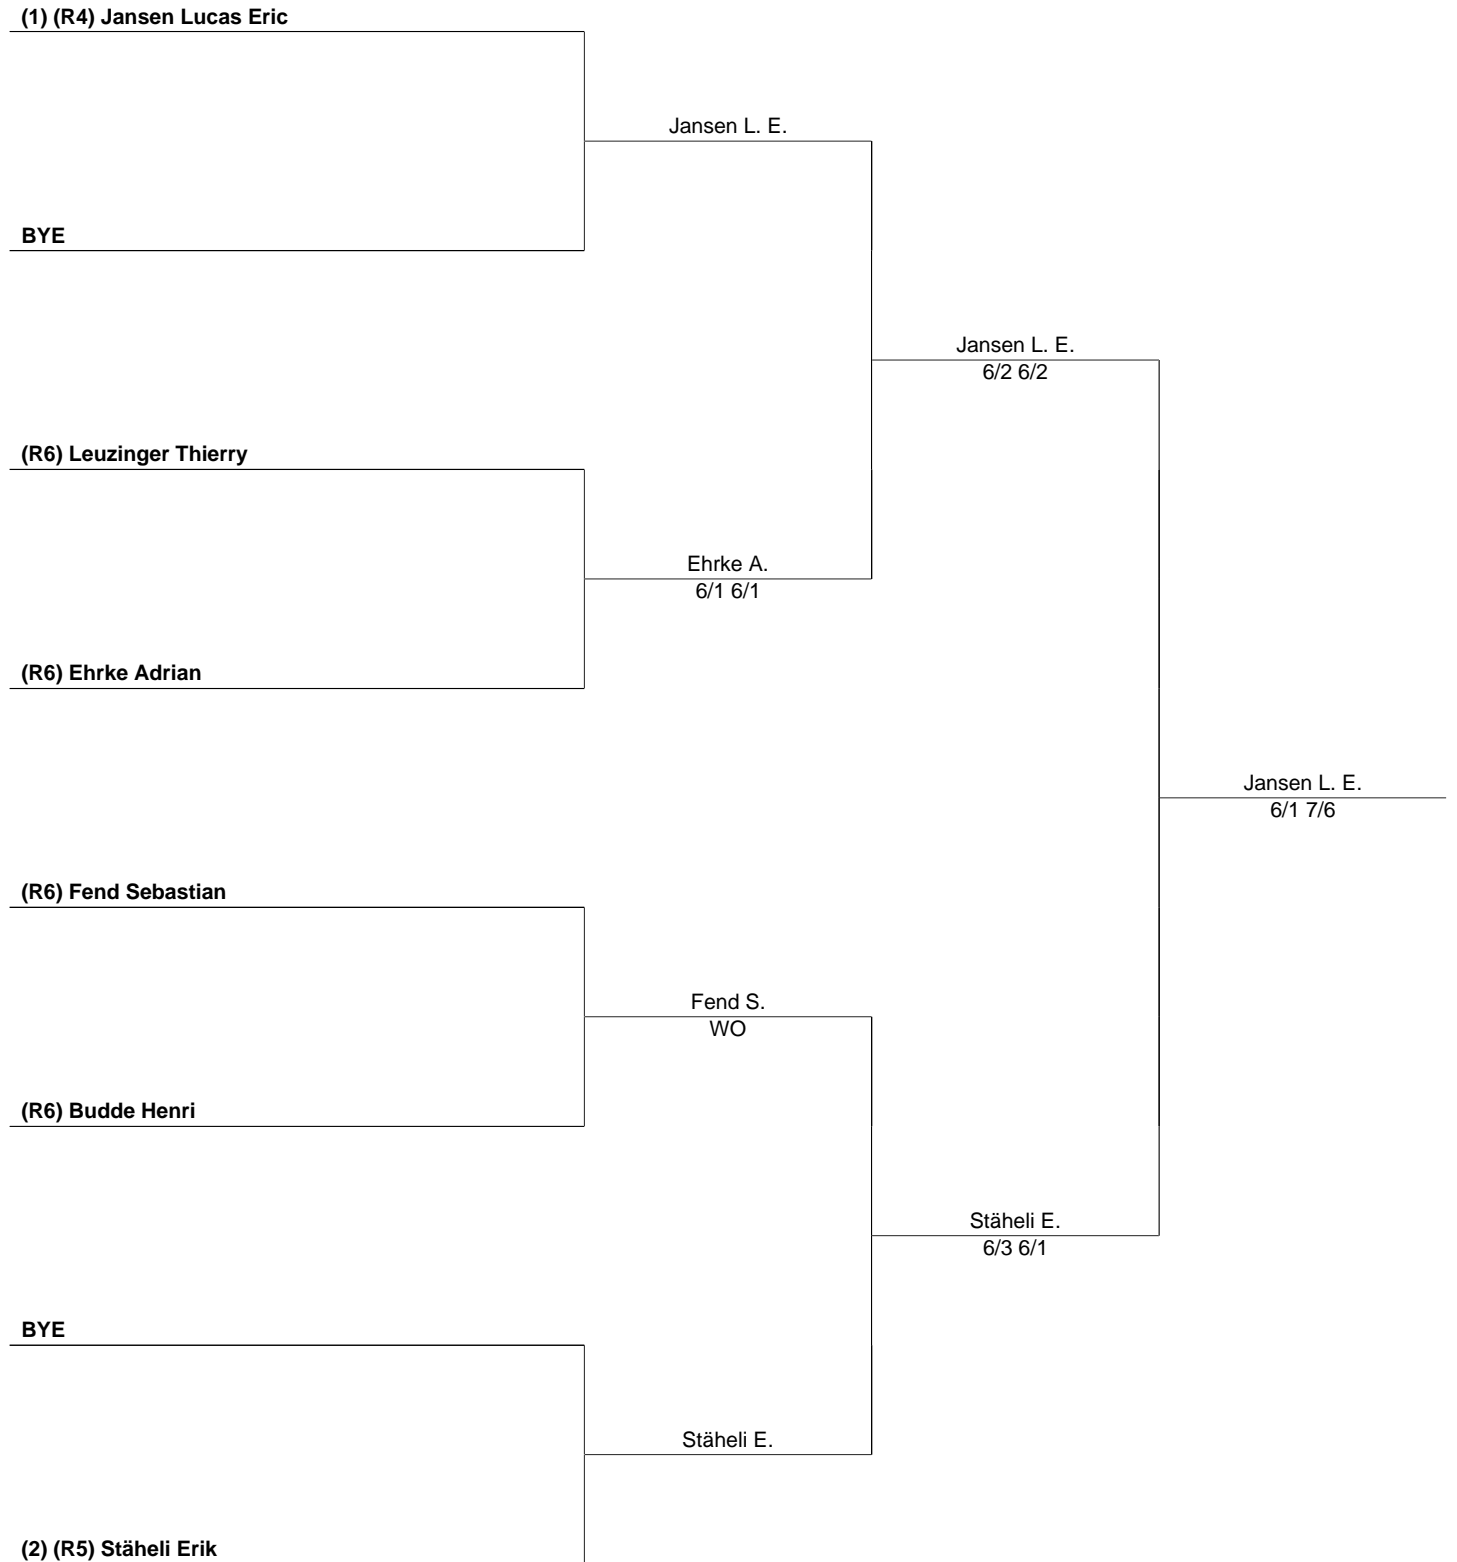 (1) (R4) Jansen Lucas Eric
Jansen L. E.
BYE
Jansen L. E.
6/2 6/2
(R6) Leuzinger Thierry
Ehrke A.
6/1 6/1
(R6) Ehrke Adrian
Jansen L. E.
6/1 7/6
(R6) Fend Sebastian
Fend S.
WO
(R6) Budde Henri
Stäheli E.
6/3 6/1
BYE
Stäheli E.
(2) (R5) Stäheli Erik